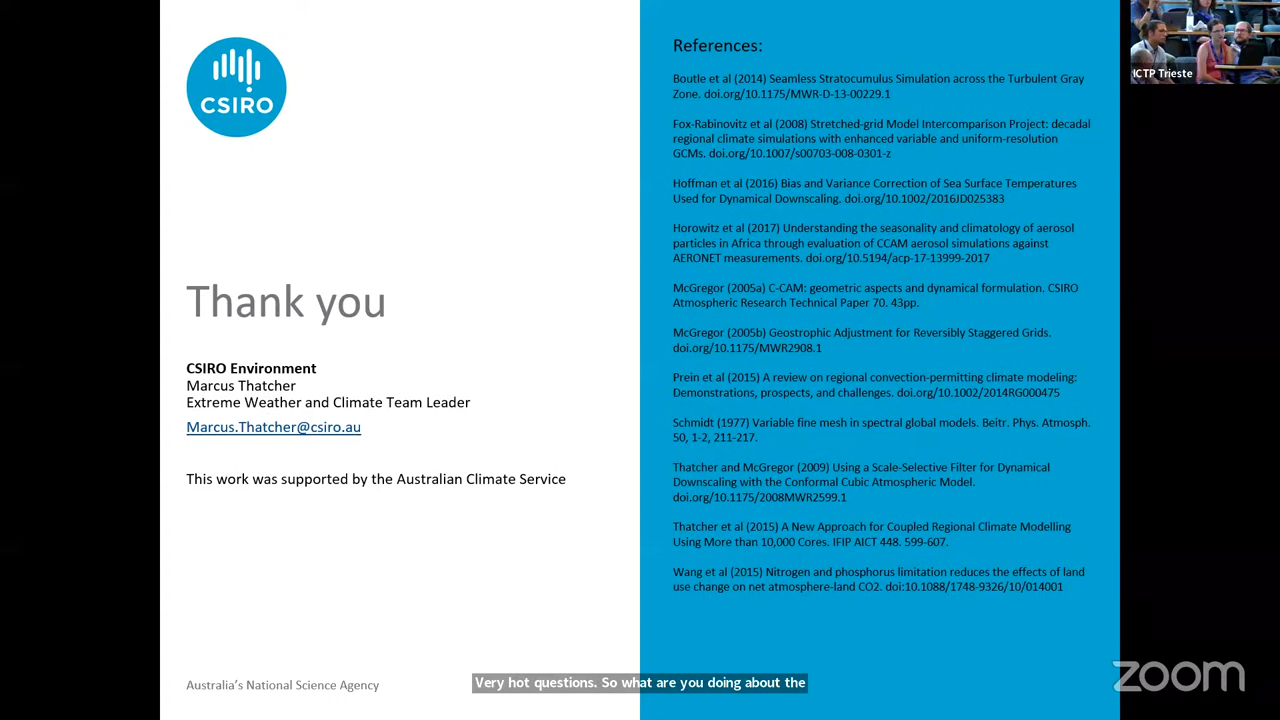 CSIRO
Thank you
CSIRO Environment
Marcus Thatcher
Extreme Weather and Climate Team Leader
Marcus.Thatcher@csiro.au
This work was supported by the Australian Climate Service
Australia's National Science Agency
References:
Boutle et al (2014) Seamless Stratocumulus Simulation across the Turbulent Gray
Zone. doi.org/10.1175/MWR-D-13-00229.1
Fox-Rabinovitz et al (2008) Stretched-grid Model Intercomparison Project: decadal
regional climate simulations with enhanced variable and uniform-resolution
GCMs. doi.org/10.1007/s00703-008-0301-z
Hoffman et al (2016) Bias and Variance Correction of Sea Surface Temperatures
Used for Dynamical Downscaling. doi.org/10.1002/2016JD025383
Horowitz et al (2017) Understanding the seasonality and climatology of aerosol
particles in Africa through evaluation of CCAM aerosol simulations against
AERONET measurements. doi.org/10.5194/acp-17-13999-2017
McGregor (2005a) C-CAM: geometric aspects and dynamical formulation. CSIRO
Atmospheric Research Technical Paper 70. 43pp.
McGregor (2005b) Geostrophic Adjustment for Reversibly Staggered Grids.
doi.org/10.1175/MWR2908.1
Prein et al (2015) A review on regional convection-permitting climate modeling:
Demonstrations, prospects, and challenges. doi.org/10.1002/2014RG000475
Schmidt (1977) Variable fine mesh in spectral global models. Beitr. Phys. Atmosph.
50, 1-2, 211-217.
Thatcher and McGregor (2009) Using a Scale-Selective Filter for Dynamical
Downscaling with the Conformal Cubic Atmospheric Model.
doi.org/10.1175/2008MWR2599.1
Thatcher et al (2015) A New Approach for Coupled Regional Climate Modelling
Using More than 10,000 Cores. IFIP AICT 448. 599-607.
Wang et al (2015) Nitrogen and phosphorus limitation reduces the effects of land
use change on net atmosphere-land CO2. doi:10.1088/1748-9326/10/014001
ICTP Trieste
Very hot questions. So what are you doing about the
zoom